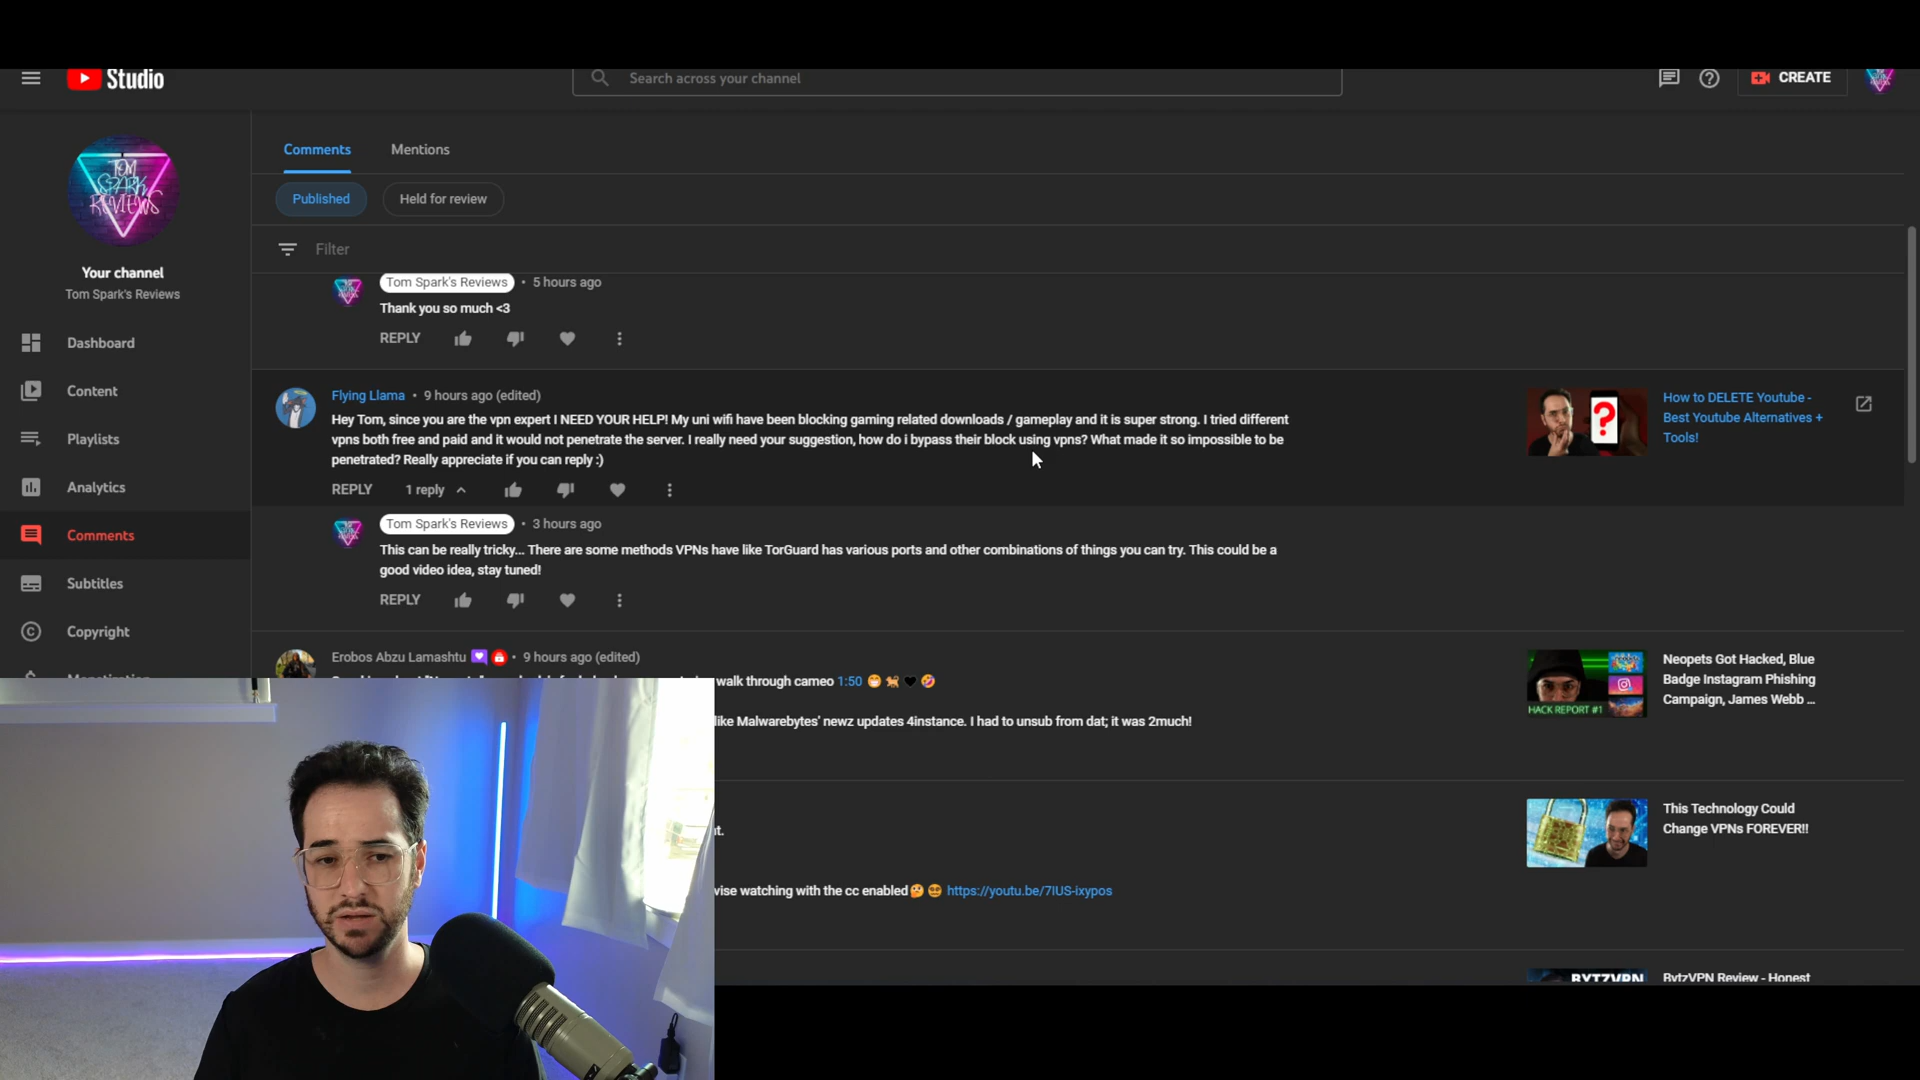 Studio
Search across your channel
CREATE
TOM
SPARK
REVIEWS
Your channel
Tom Spark's Reviews
Dashboard
Content
Playlists
Analytics
Comments
Subtitles
Copyright
Comments
Mentions
Published
Held for review
Filter
Tom Spark's Reviews • 5 hours ago
Thank you so much <3
REPLY
Flying Llama • 9 hours ago (edited)
Hey Tom, since you are the vpn expert I NEED YOUR HELP! My uni wifi have been blocking gaming related downloads / gameplay and it is super strong. I tried different
vpns both free and paid and it would not penetrate the server. I really need your suggestion, how do i bypass their block using vpns? What made it so impossible to be
penetrated? Really appreciate if you can reply :)
REPLY
1 reply
How to DELETE Youtube -
Best Youtube Alternatives +
Tools!
Tom Spark's Reviews • 3 hours ago
This can be really tricky... There are some methods VPNs have like TorGuard has various ports and other combinations of things you can try. This could be a
good video idea, stay tuned!
REPLY
Erobos Abzu Lamashtu • 9 hours ago (edited)
walk through cameo 1:50
like Malwarebytes' newz updates 4instance. I had to unsub from dat; it was 2much!
HACK REPORT #1
Neopets Got Hacked, Blue
Badge Instagram Phishing
Campaign, James Webb ...
wise watching with the cc enabled https://youtu.be/7IUS-ixypos
This Technology Could
Change VPNs FOREVER!!
BYTZVPN
BytzVPN Review - Honest